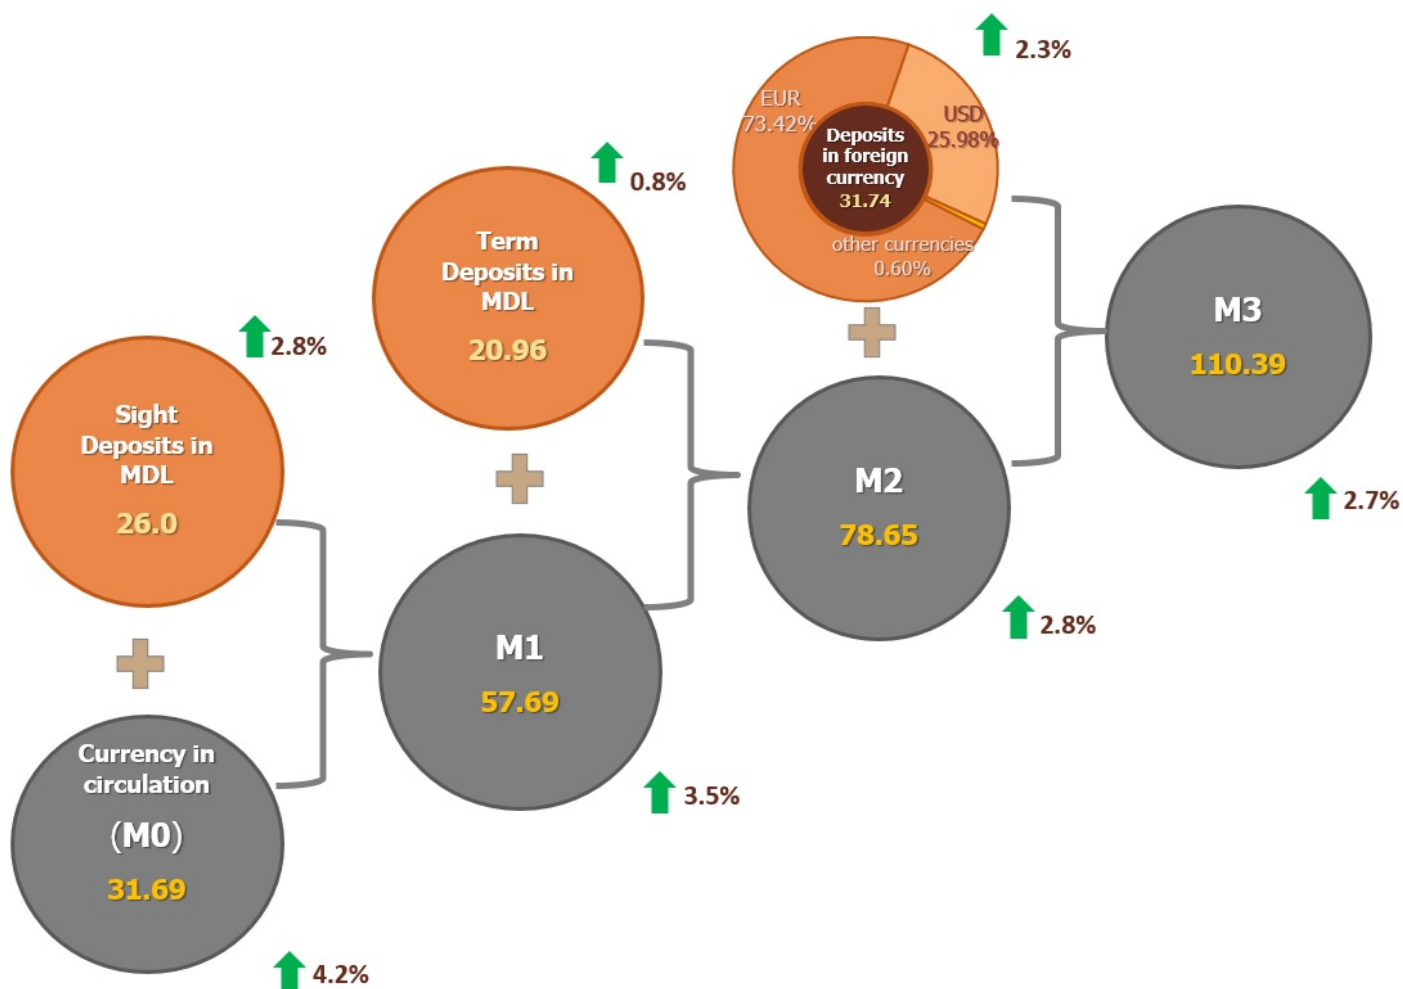 2.8%
Sight
Deposits in
MDL
26.0
Currency in
circulation
(M0)
31.69
4.2%
0.8%
Term
Deposits in
MDL
20.96
M1
57.69
3.5%
2.3%
EUR
73.42%
USD
25.98%
Deposits
in foreign
currency
31.74
other currencies
0.60%
M2
78.65
2.8%
M3
110.39
2.7%